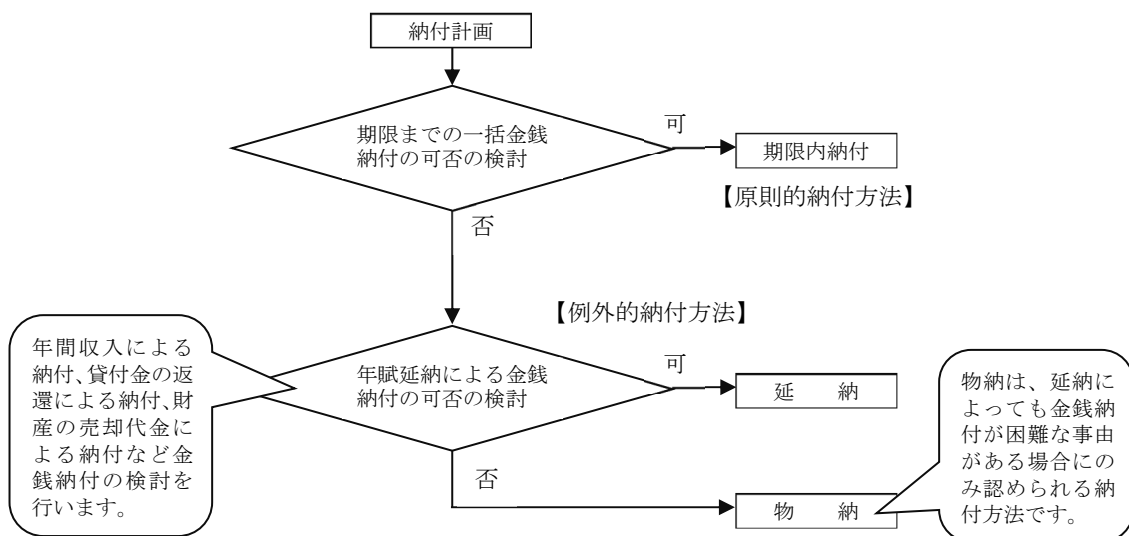 納付計画
期限までの一括金銭
納付の可否の検討
可
期限内納付
【原則的納付方法】
否
【例外的納付方法】
年間収入による
納付、貸付金の返
還による納付、財
産の売却代金に
よる納付など金
銭納付の検討を
行います。
年賦延納による金銭
納付の可否の検討
可
延　　納
否
物　　納
物納は、延納に
よっても金銭納
付が困難な事由
がある場合にの
み認められる納
付方法です。